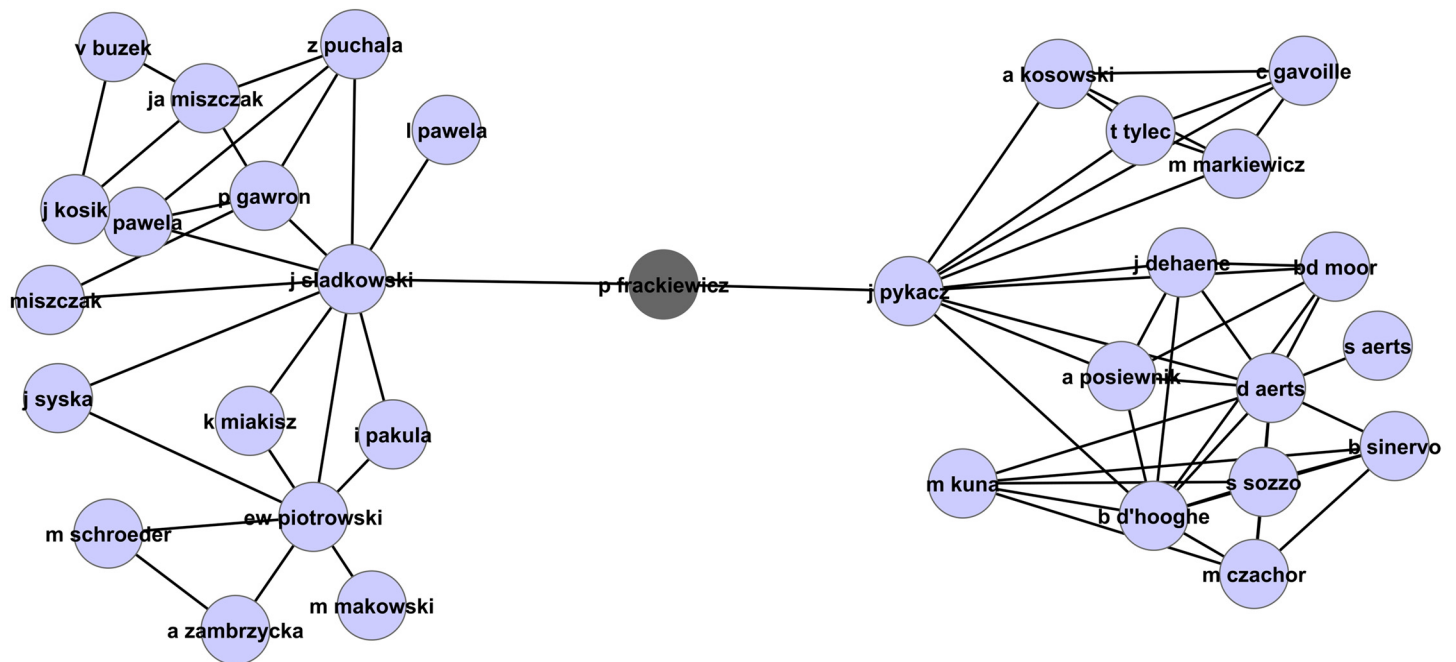 v buzek
z puchala
ja miszczak
l pawela
j kosik
pawela
p gawron
miszczak
j sladkowski
j syska
k miakisz
i pakula
m schroeder
ew piotrowski
a zambrzycka
m makowski
p frackiewicz
j pykacz
a kosowski
c gavoille
t tylec
m markiewicz
j dehaene
bd moor
s aerts
a posiewnik
d aerts
b sinervo
m kuna
s sozzo
b d'hooghe
m czachor